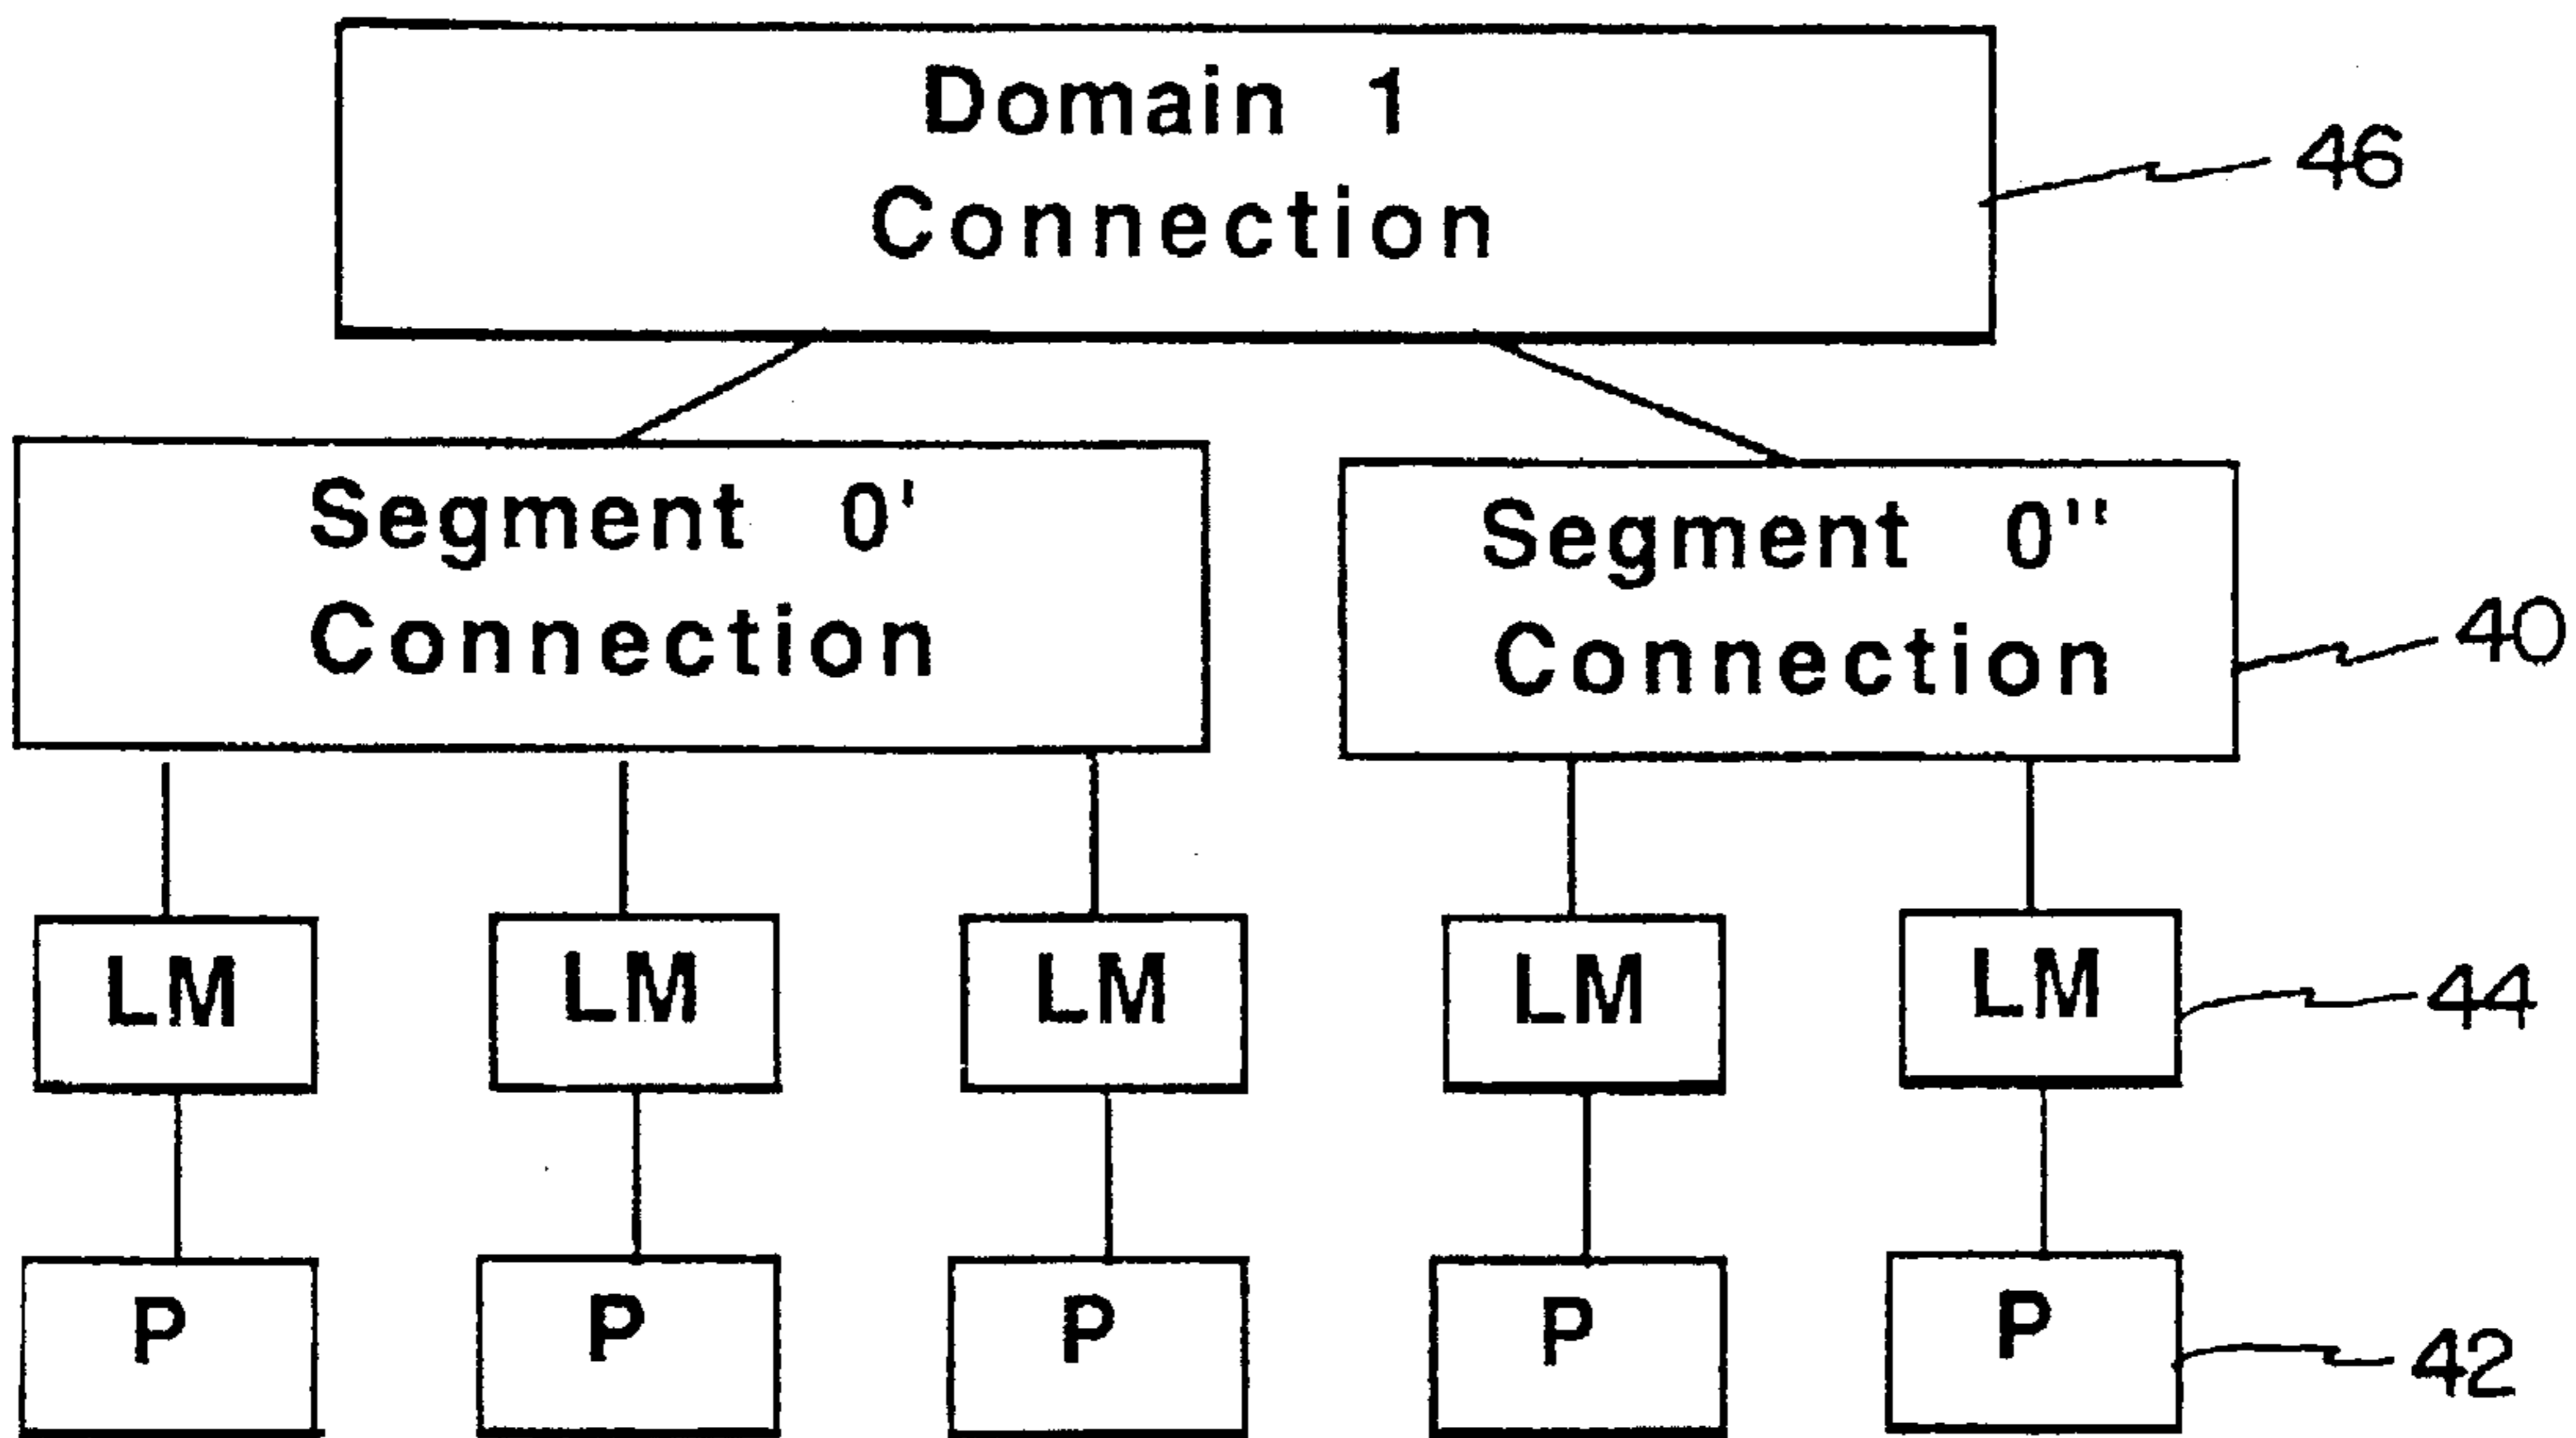 Domain 1
Connection
46
Segment 0'
Connection
Segment 0"
Connection
40
LM
LM
LM
LM
LM
44
P
P
P
P
P
42